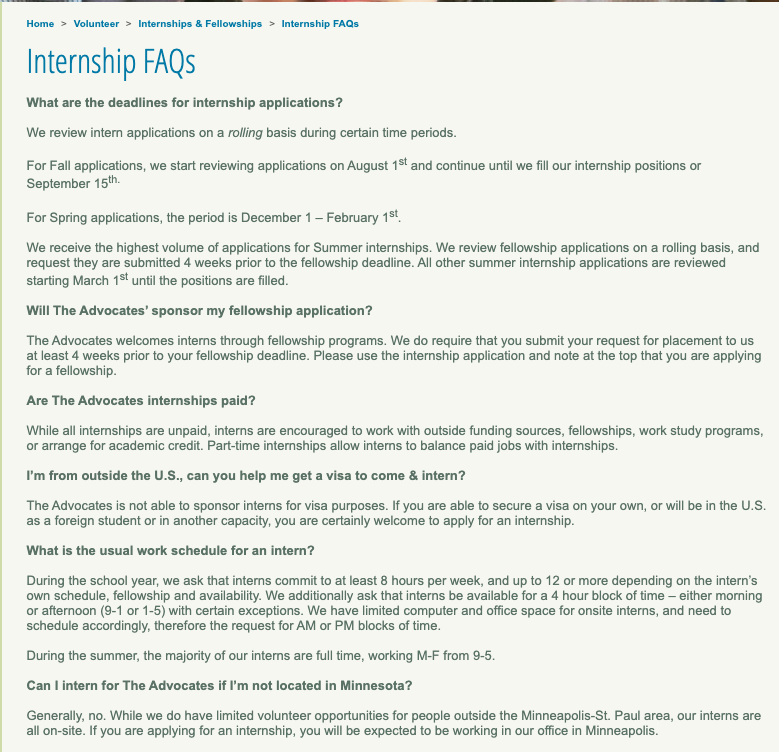 Home > Volunteer > Internships & Fellowships > Internship FAQs
Internship FAQs
What are the deadlines for internship applications?
We review intern applications on a rolling basis during certain time periods.
For Fall applications, we start reviewing applications on August 1st and continue until we fill our internship positions or
September 15th.
For Spring applications, the period is December 1 – February 1st.
We receive the highest volume of applications for Summer internships. We review fellowship applications on a rolling basis, and
request they are submitted 4 weeks prior to the fellowship deadline. All other summer internship applications are reviewed
starting March 1st until the positions are filled.
Will The Advocates’ sponsor my fellowship application?
The Advocates welcomes interns through fellowship programs. We do require that you submit your request for placement to us
at least 4 weeks prior to your fellowship deadline. Please use the internship application and note at the top that you are applying
for a fellowship.
Are The Advocates internships paid?
While all internships are unpaid, interns are encouraged to work with outside funding sources, fellowships, work study programs,
or arrange for academic credit. Part-time internships allow interns to balance paid jobs with internships.
I’m from outside the U.S., can you help me get a visa to come & intern?
The Advocates is not able to sponsor interns for visa purposes. If you are able to secure a visa on your own, or will be in the U.S.
as a foreign student or in another capacity, you are certainly welcome to apply for an internship.
What is the usual work schedule for an intern?
During the school year, we ask that interns commit to at least 8 hours per week, and up to 12 or more depending on the intern’s
own schedule, fellowship and availability. We additionally ask that interns be available for a 4 hour block of time – either morning
or afternoon (9-1 or 1-5) with certain exceptions. We have limited computer and office space for onsite interns, and need to
schedule accordingly, therefore the request for AM or PM blocks of time.
During the summer, the majority of our interns are full time, working M-F from 9-5.
Can I intern for The Advocates if I’m not located in Minnesota?
Generally, no. While we do have limited volunteer opportunities for people outside the Minneapolis-St. Paul area, our interns are
all on-site. If you are applying for an internship, you will be expected to be working in our office in Minneapolis.